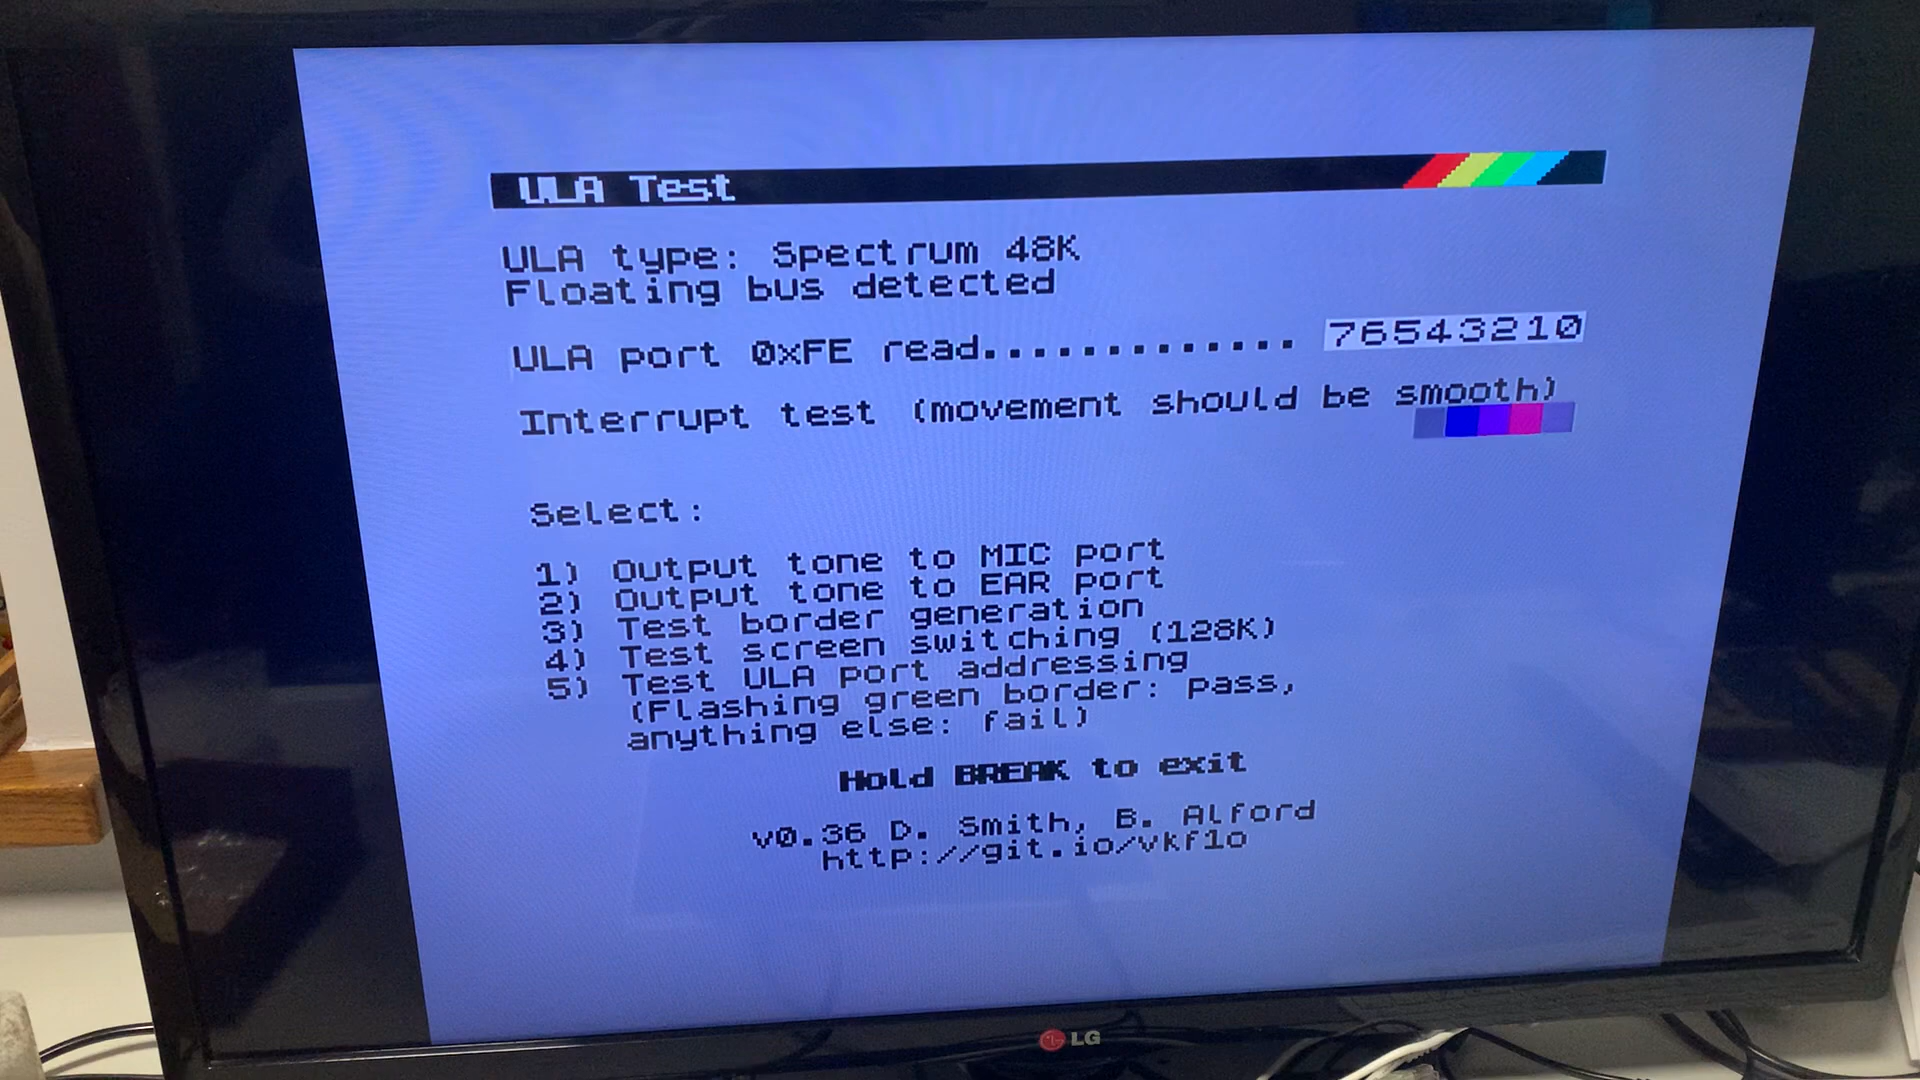 ULA Test
ULA type: Spectrum 48K
Floating bus detected
ULA port 0xFE read............. 76543210
Interrupt test (movement should be smooth)
Select:
1) Output tone to MIC port
2) Output tone to EAR port
3) Test border generation
4) Test screen switching (128K)
5) Test ULA port addressing
(Flashing green border: pass,
anything else: fail)
Hold BREAK to exit
v0.36 D. Smith, B. Alford
http://git.io/vkf1o
LG